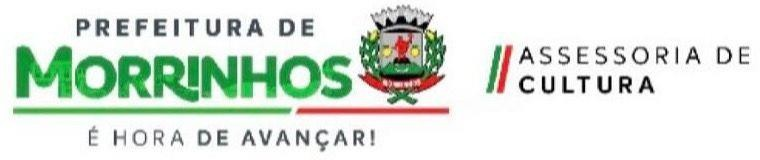 PREFEITURA DE
MORRINHOS
É HORA DE AVANÇAR!
ASSESSORIA DE
CULTURA